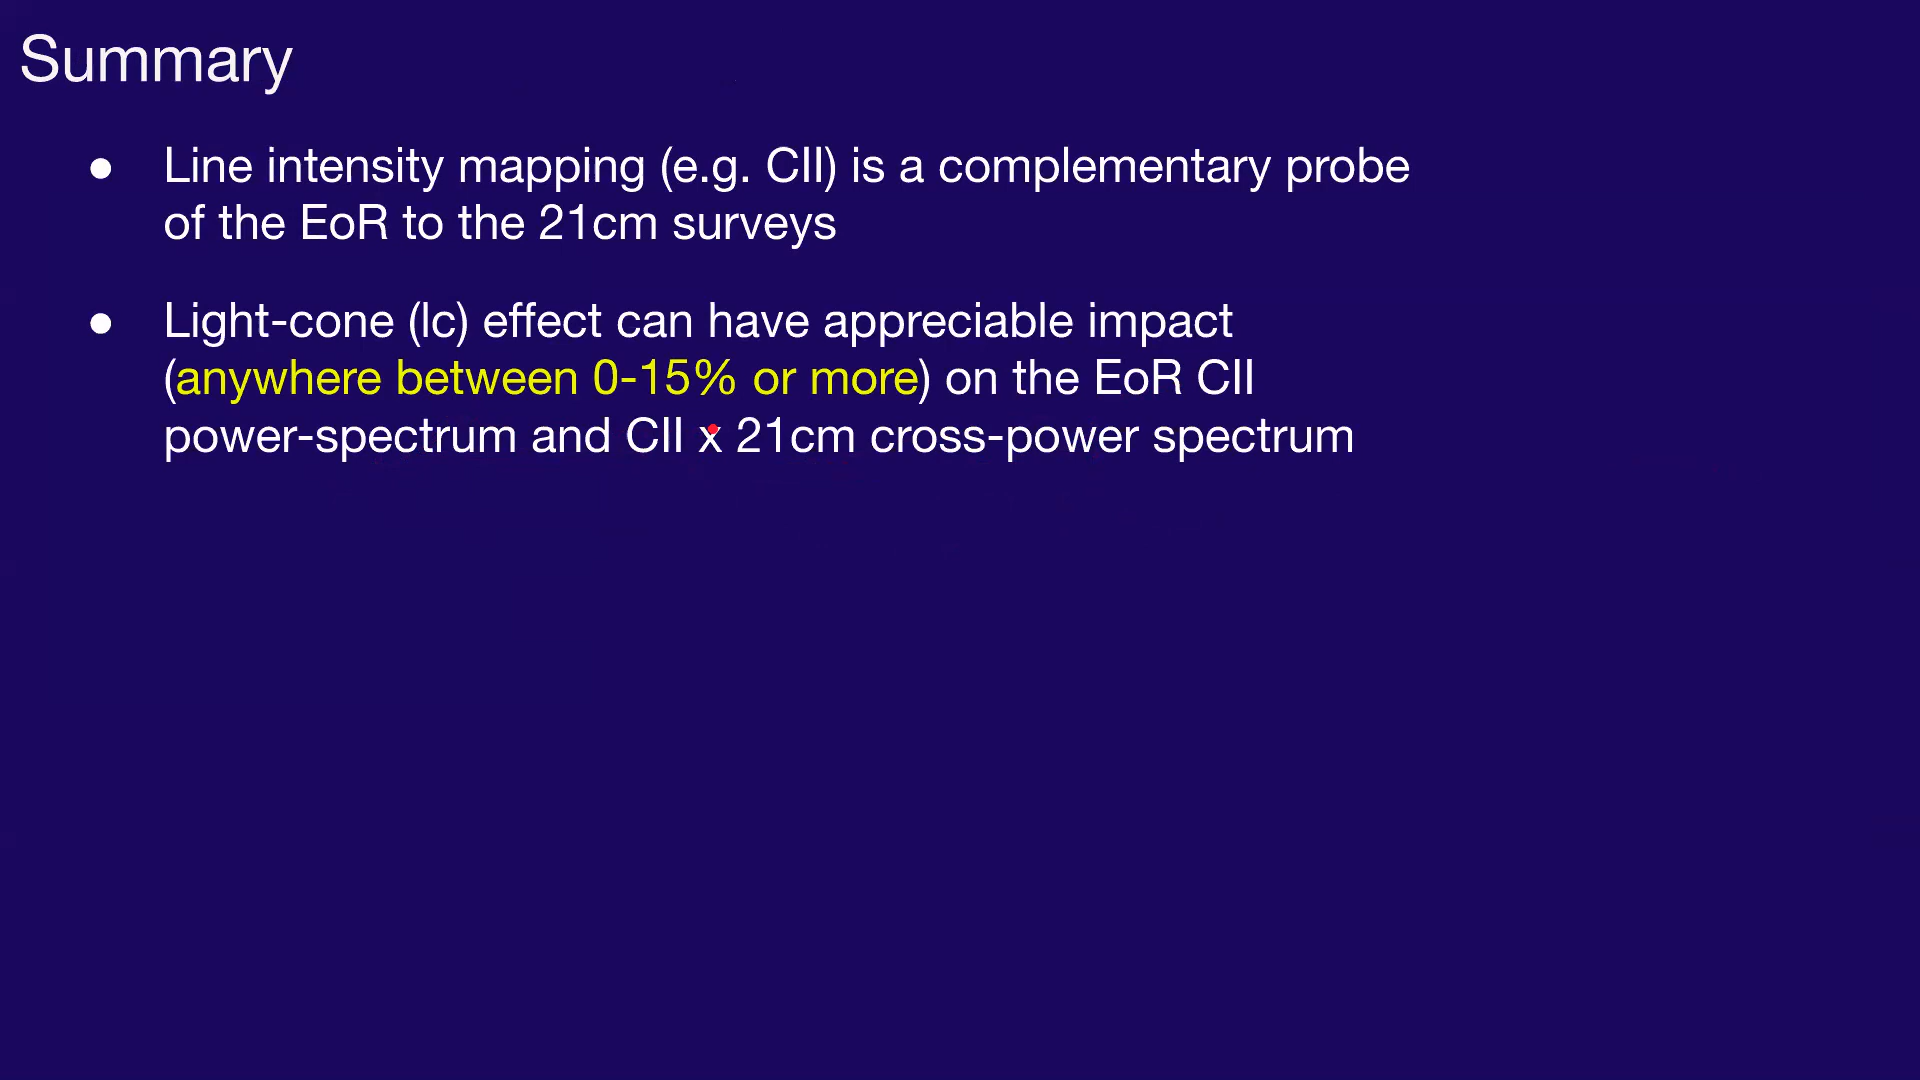 Summary
● Line intensity mapping (e.g. CII) is a complementary probe
of the EoR to the 21cm surveys
● Light-cone (lc) effect can have appreciable impact
(anywhere between 0-15% or more) on the EoR CII
power-spectrum and CII x 21cm cross-power spectrum